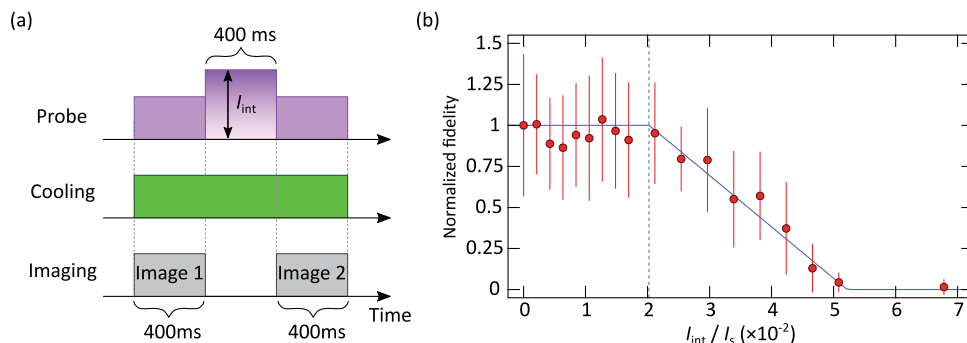 (a)
400 ms
I_int
Probe
Cooling
Imaging
Image 1
Image 2
Time
400ms
400ms
(b)
Normalized fidelity
1.5
1.25
1
0.75
0.5
0.25
0
0 1 2 3 4 5 6 7
I_int / I_s (×10⁻²)